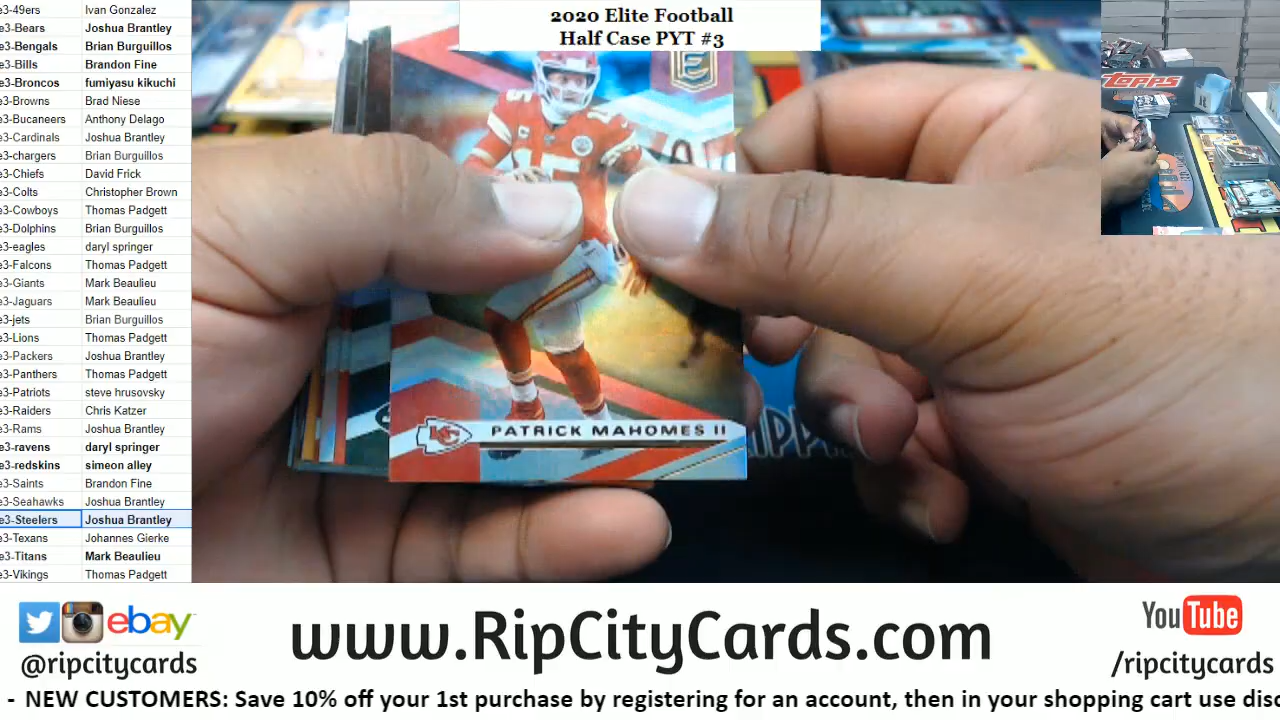 2020 Elite Football
Half Case PYT #3
e3-49ers Ivan Gonzalez
e3-Bears Joshua Brantley
e3-Bengals Brian Burguillos
e3-Bills Brandon Fine
e3-Broncos fumiyasu kikuchi
e3-Browns Brad Niese
e3-Bucaneers Anthony Delago
e3-Cardinals Joshua Brantley
e3-chargers Brian Burguillos
e3-Chiefs David Frick
e3-Colts Christopher Brown
e3-Cowboys Thomas Padgett
e3-Dolphins Brian Burguillos
e3-eagles daryl springer
e3-Falcons Thomas Padgett
e3-Giants Mark Beaulieu
e3-Jaguars Mark Beaulieu
e3-jets Brian Burguillos
e3-Lions Thomas Padgett
e3-Packers Joshua Brantley
e3-Panthers Thomas Padgett
e3-Patriots steve hrusovsky
e3-Raiders Chris Katzer
e3-Rams Joshua Brantley
e3-ravens daryl springer
e3-redskins simeon alley
e3-Saints Brandon Fine
e3-Seahawks Joshua Brantley
e3-Steelers Joshua Brantley
e3-Texans Johannes Gierke
e3-Titans Mark Beaulieu
e3-Vikings Thomas Padgett
E
15
KC PATRICK MAHOMES II
TOPPS
ebay
@ripcitycards
www.RipCityCards.com
YouTube
/ripcitycards
- NEW CUSTOMERS: Save 10% off your 1st purchase by registering for an account, then in your shopping cart use disc